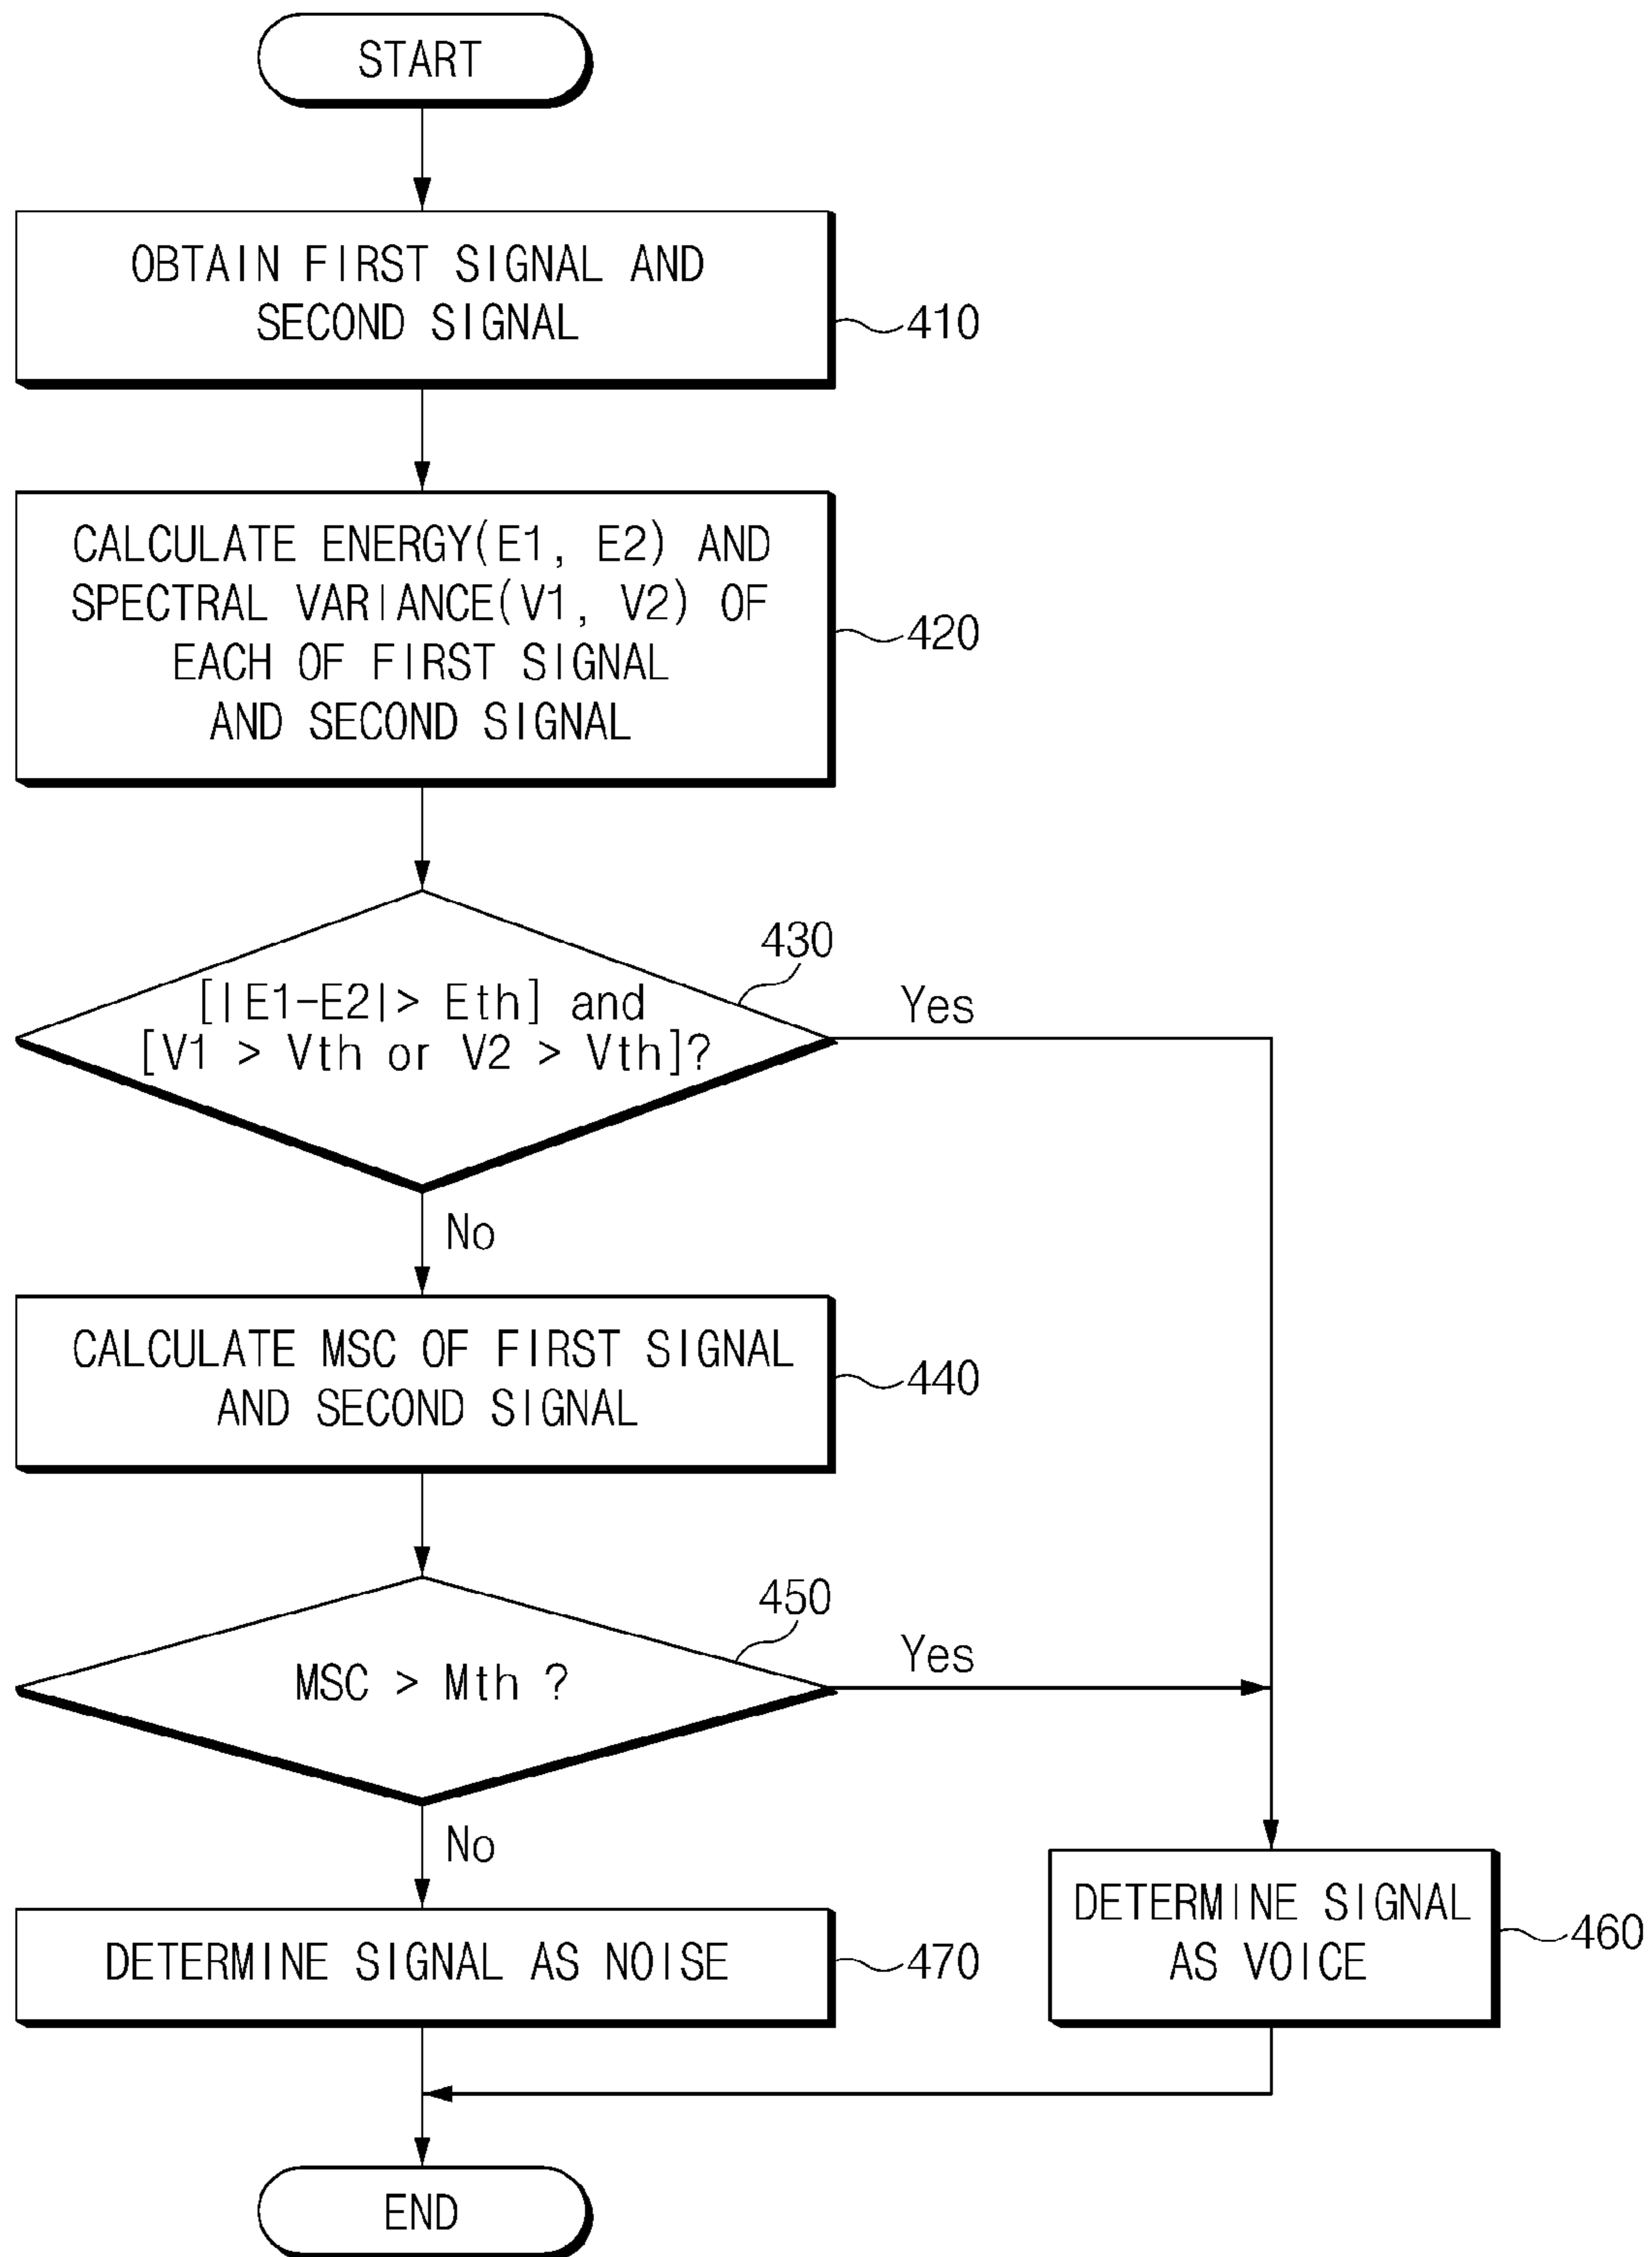 START
OBTAIN FIRST SIGNAL AND
SECOND SIGNAL
410
CALCULATE ENERGY(E1, E2) AND
SPECTRAL VARIANCE(V1, V2) OF
EACH OF FIRST SIGNAL
AND SECOND SIGNAL
420
430
[|E1-E2|> Eth] and
[V1 > Vth or V2 > Vth]?
Yes
No
CALCULATE MSC OF FIRST SIGNAL
AND SECOND SIGNAL
440
450
MSC > Mth ?
Yes
No
DETERMINE SIGNAL
AS VOICE
460
DETERMINE SIGNAL AS NOISE
470
END